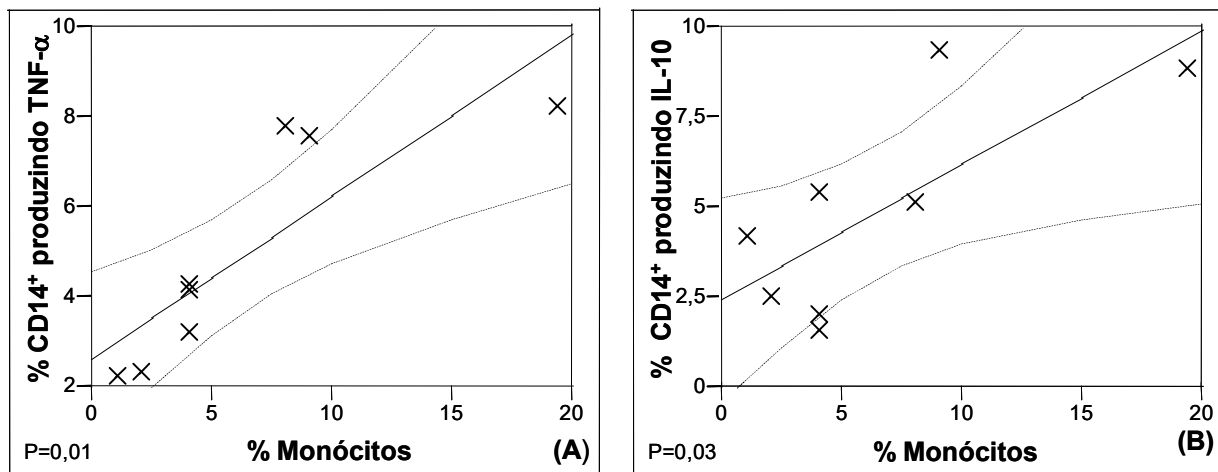 % CD14⁺ produzindo TNF-α
10
8
6
4
2
0
5
10
15
20
% Monócitos
P=0,01
(A)
% CD14⁺ produzindo IL-10
10
7,5
5
2,5
0
0
5
10
15
20
% Monócitos
P=0,03
(B)